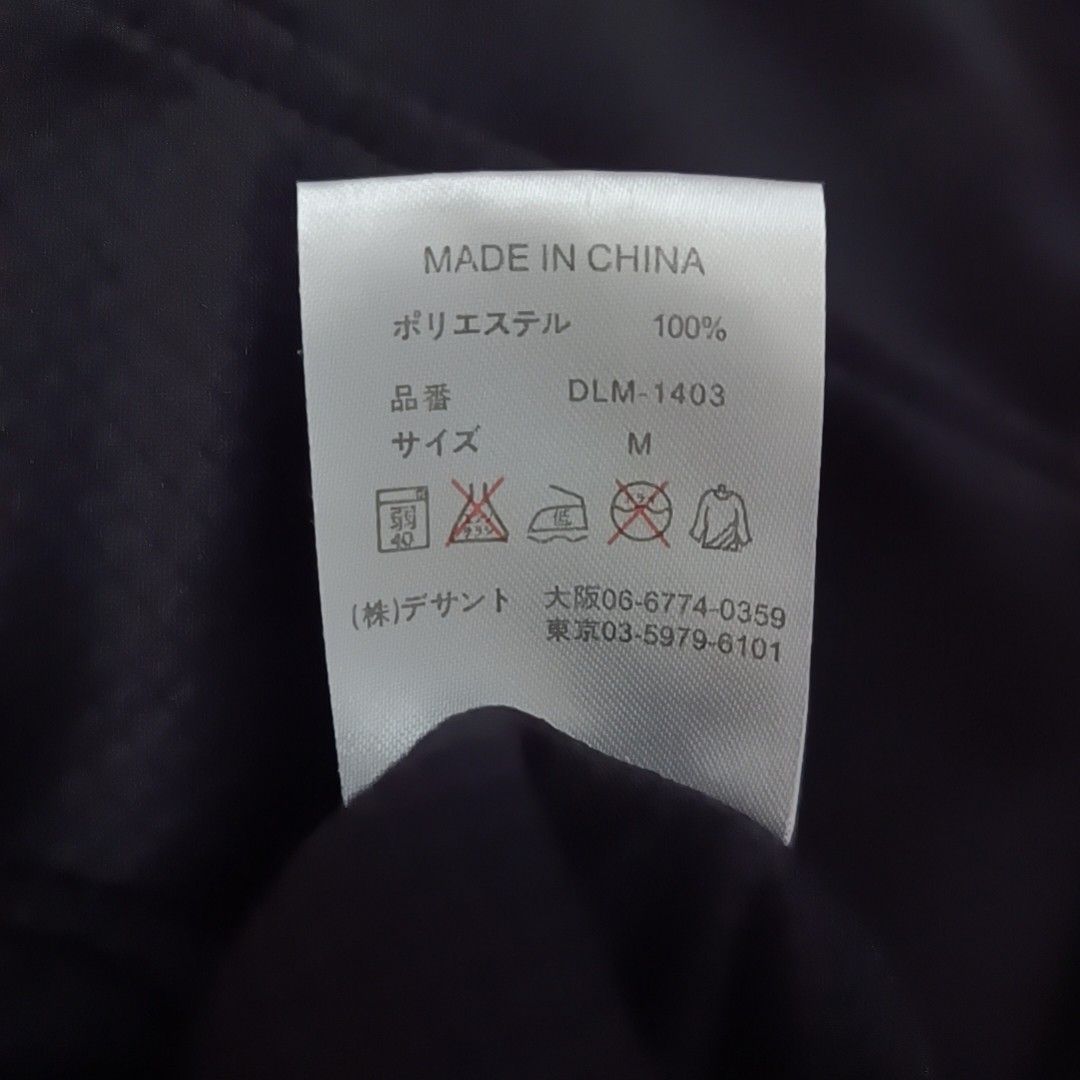 MADE IN CHINA
ポリエステル 100%
品番 DLM-1403
サイズ M
弱 40 低
(株)デサント 大阪06-6774-0359
東京03-5979-6101